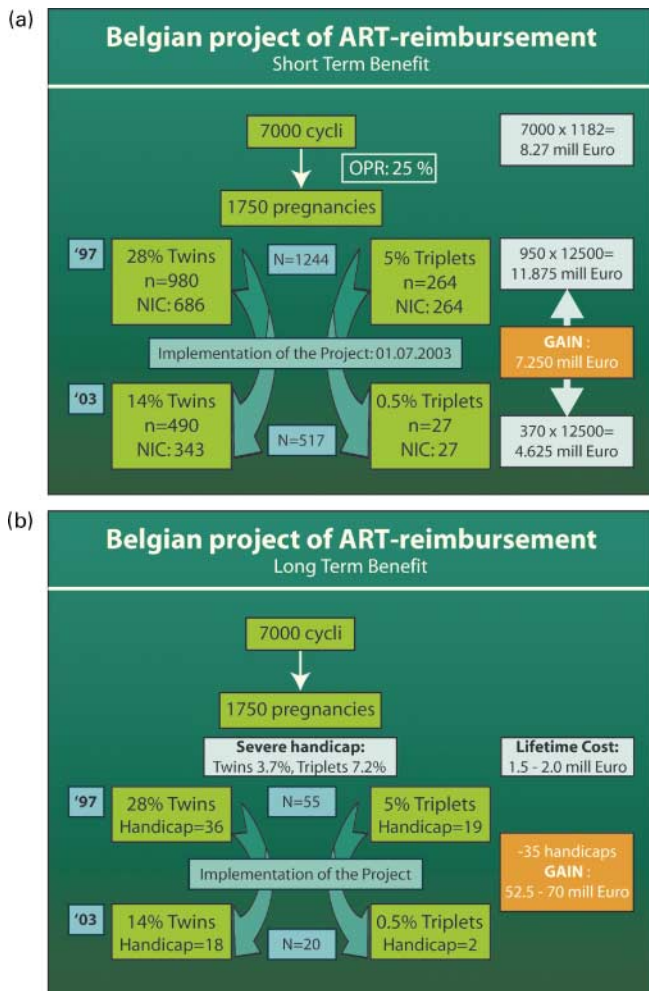 (a)
Belgian project of ART-reimbursement
Short Term Benefit
7000 cycli
7000 x 1182=
8.27 mill Euro
OPR: 25 %
1750 pregnancies
'97
28% Twins
n=980
NIC: 686
N=1244
5% Triplets
n=264
NIC: 264
950 x 12500=
11.875 mill Euro
Implementation of the Project: 01.07.2003
GAIN :
7.250 mill Euro
'03
14% Twins
n=490
NIC: 343
N=517
0.5% Triplets
n=27
NIC: 27
370 x 12500=
4.625 mill Euro
(b)
Belgian project of ART-reimbursement
Long Term Benefit
7000 cycli
1750 pregnancies
Severe handicap:
Twins 3.7%, Triplets 7.2%
Lifetime Cost:
1.5 - 2.0 mill Euro
'97
28% Twins
Handicap=36
N=55
5% Triplets
Handicap=19
Implementation of the Project
-35 handicaps
GAIN :
52.5 - 70 mill Euro
'03
14% Twins
Handicap=18
N=20
0.5% Triplets
Handicap=2